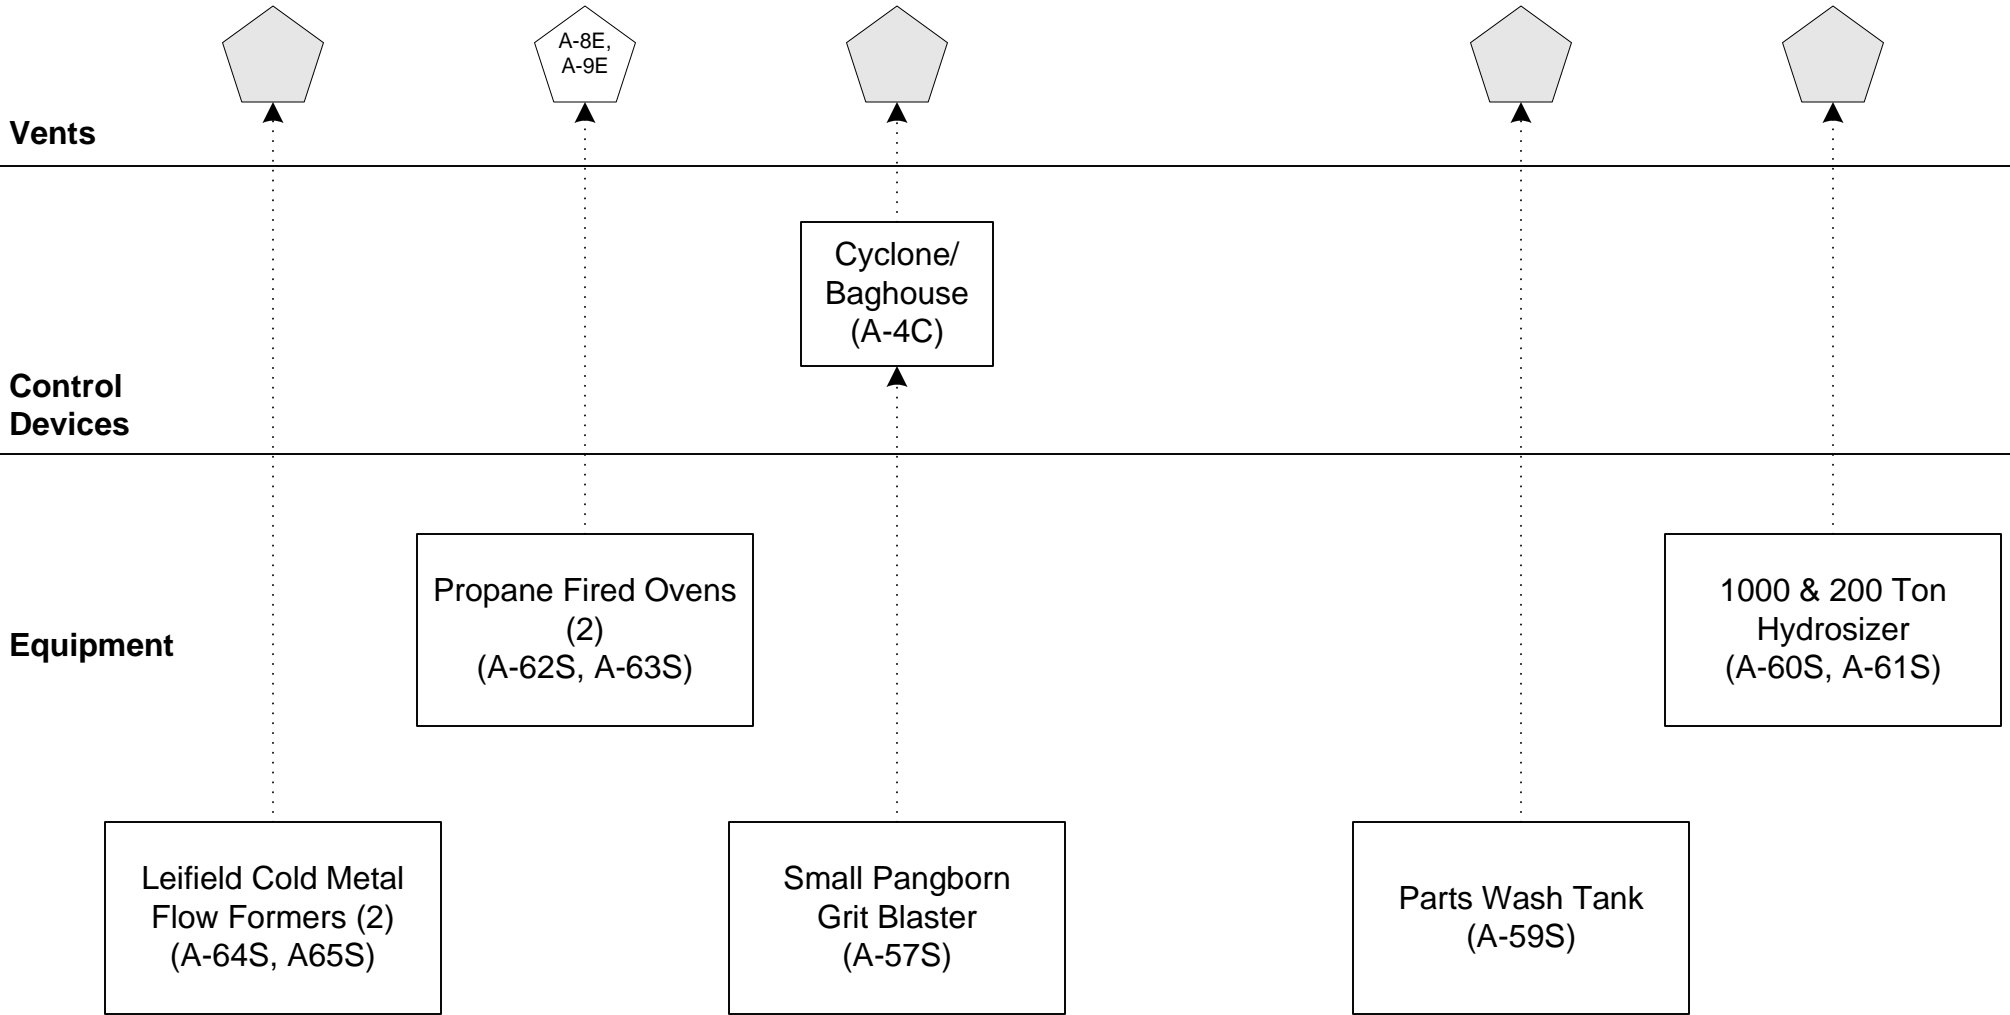 A-8E,
A-9E
Vents
Cyclone/
Baghouse
(A-4C)
Control
Devices
Propane Fired Ovens
(2)
(A-62S, A-63S)
1000 & 200 Ton
Hydrosizer
(A-60S, A-61S)
Equipment
Leifield Cold Metal
Flow Formers (2)
(A-64S, A65S)
Small Pangborn
Grit Blaster
(A-57S)
Parts Wash Tank
(A-59S)